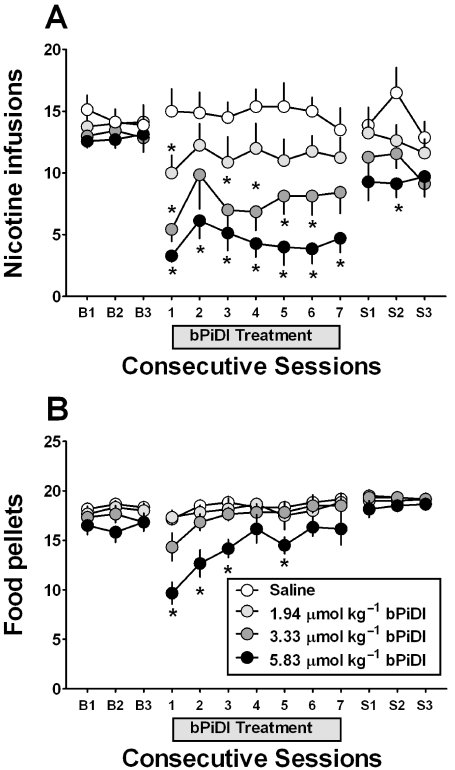 A
Nicotine infusions
20
15
10
5
0
* * * * * *
* * * * * * * *
B1 B2 B3 1 2 3 4 5 6 7 S1 S2 S3
bPiDI Treatment
Consecutive Sessions
B
Food pellets
25
20
15
10
5
0
* * * *
Saline
1.94 μmol kg⁻¹ bPiDI
3.33 μmol kg⁻¹ bPiDI
5.83 μmol kg⁻¹ bPiDI
B1 B2 B3 1 2 3 4 5 6 7 S1 S2 S3
bPiDI Treatment
Consecutive Sessions